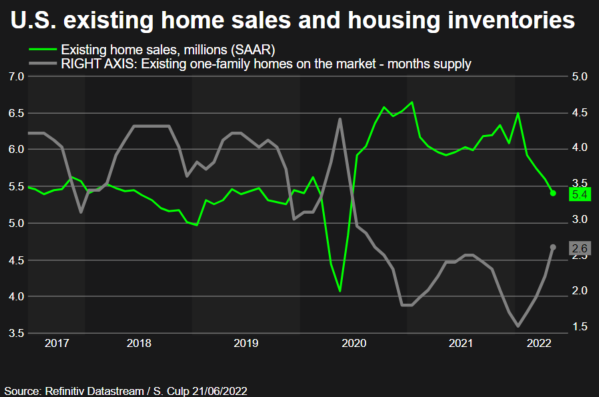 U.S. existing home sales and housing inventories
Existing home sales, millions (SAAR)
RIGHT AXIS: Existing one-family homes on the market - months supply
7.0 5.0
6.5 4.5
6.0 4.0
5.5 3.5
5.4
5.0 3.0
2.6
4.5 2.5
4.0 2.0
3.5 1.5
2017 2018 2019 2020 2021 2022
Source: Refinitiv Datastream / S. Culp 21/06/2022